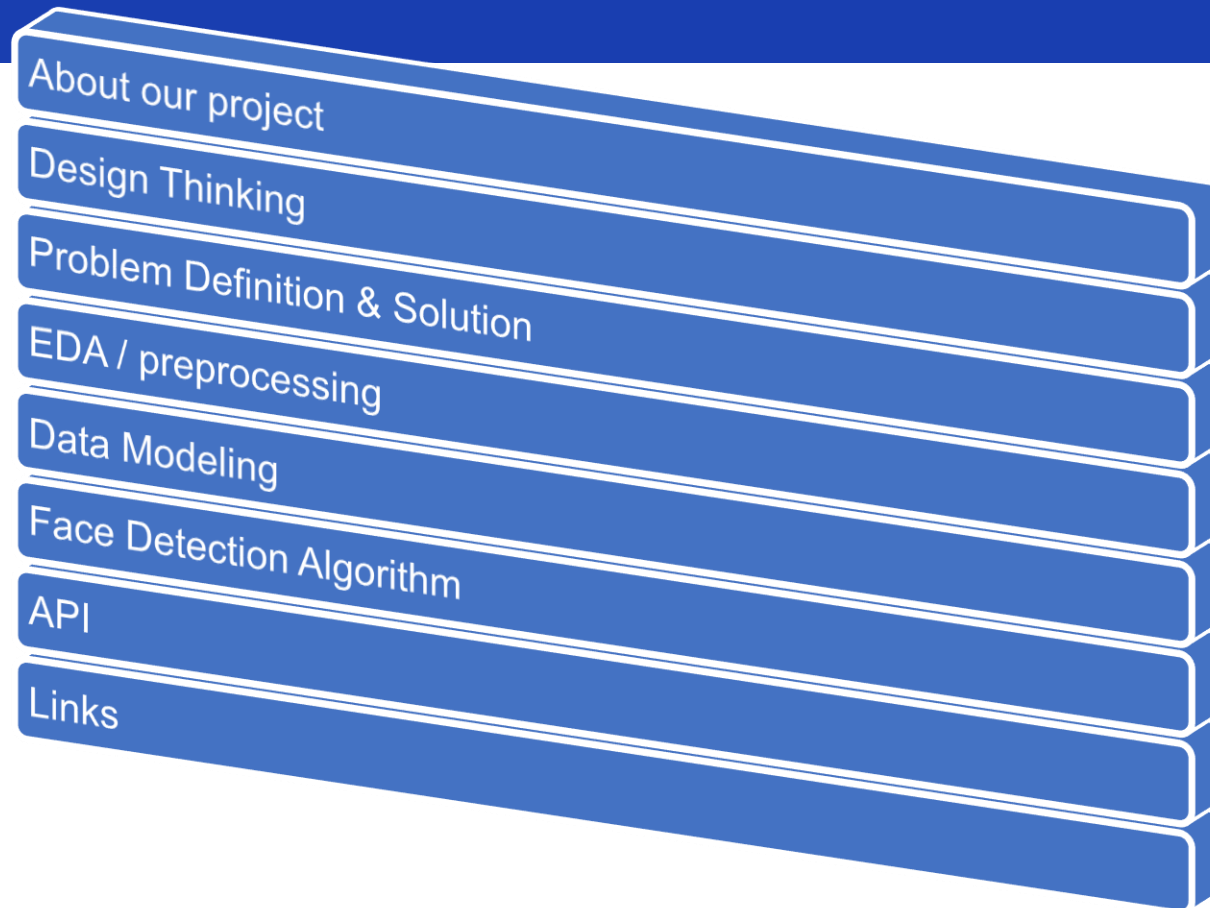 About our project
Design Thinking
Problem Definition & Solution
EDA / preprocessing
Data Modeling
Face Detection Algorithm
API
Links